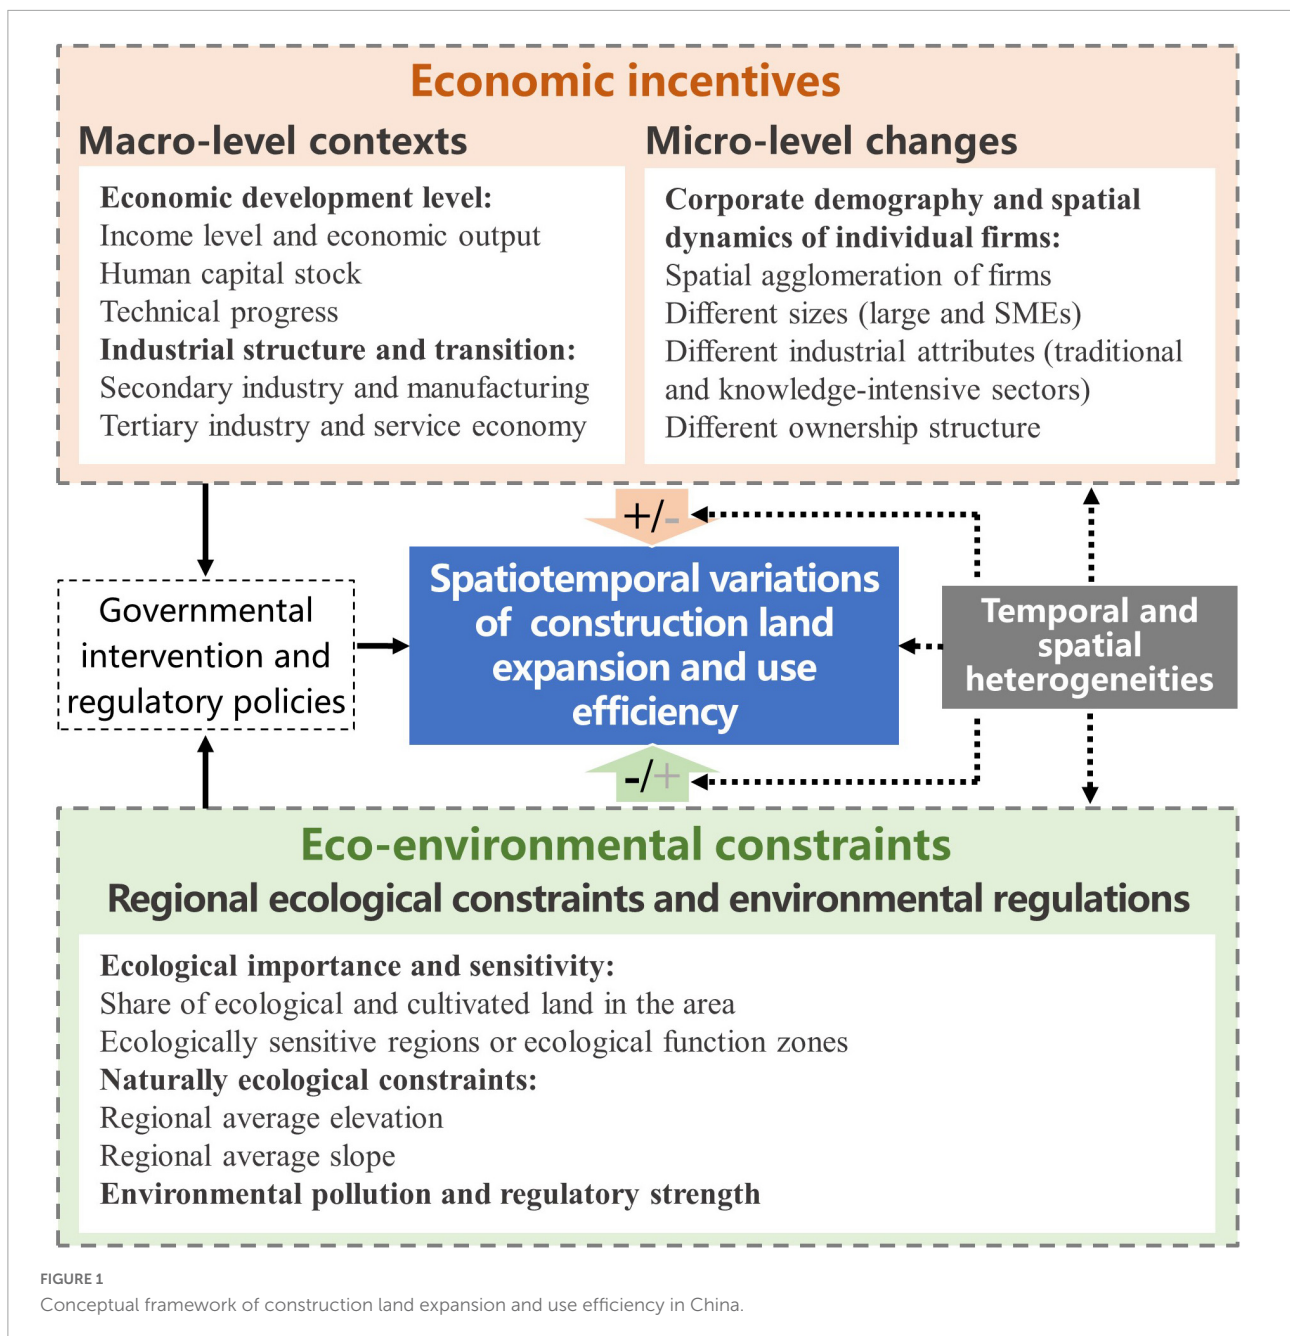 Economic incentives
Macro-level contexts
Economic development level:
Income level and economic output
Human capital stock
Technical progress
Industrial structure and transition:
Secondary industry and manufacturing
Tertiary industry and service economy
Micro-level changes
Corporate demography and spatial
dynamics of individual firms:
Spatial agglomeration of firms
Different sizes (large and SMEs)
Different industrial attributes (traditional
and knowledge-intensive sectors)
Different ownership structure
+/-
Governmental
intervention and
regulatory policies
Spatiotemporal variations
of construction land
expansion and use
efficiency
Temporal and
spatial
heterogeneities
-/+
Eco-environmental constraints
Regional ecological constraints and environmental regulations
Ecological importance and sensitivity:
Share of ecological and cultivated land in the area
Ecologically sensitive regions or ecological function zones
Naturally ecological constraints:
Regional average elevation
Regional average slope
Environmental pollution and regulatory strength
FIGURE 1
Conceptual framework of construction land expansion and use efficiency in China.